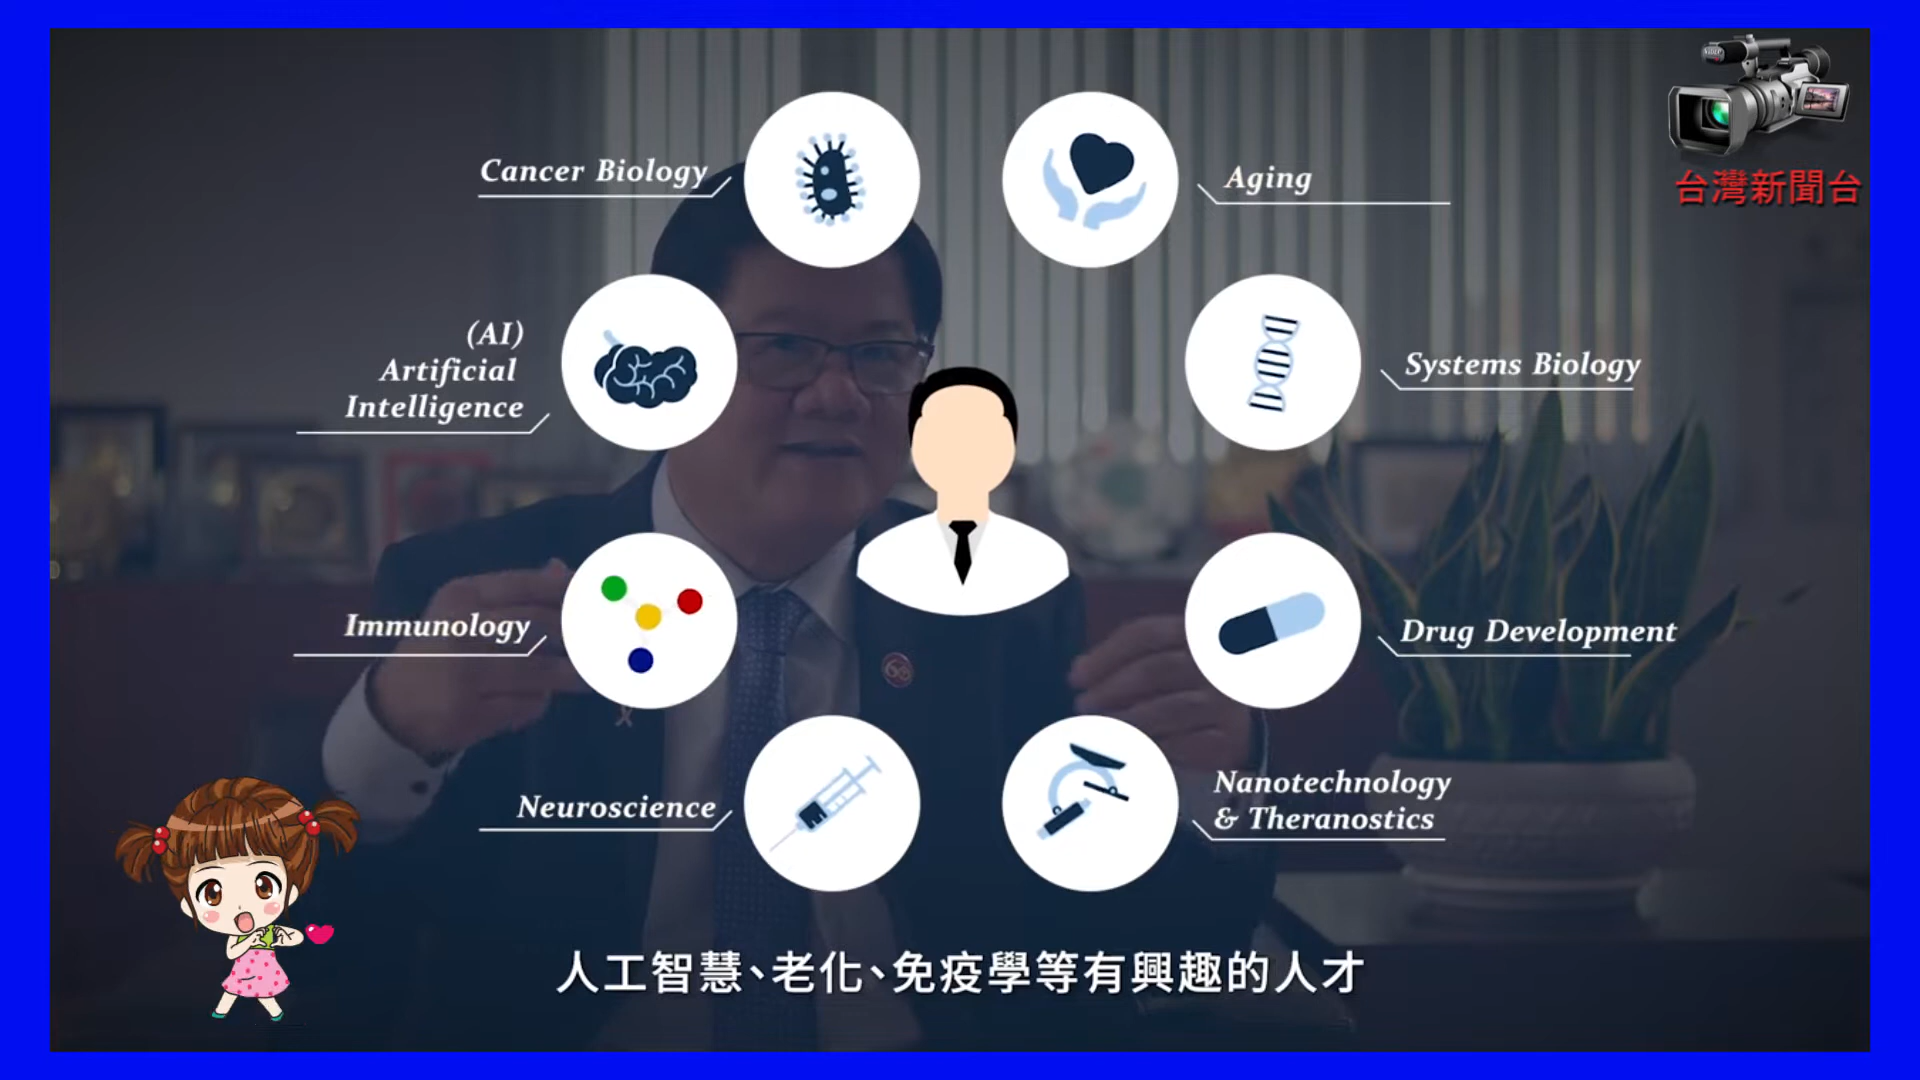 台灣新聞台
Cancer Biology
Aging
(AI)
Artificial
Intelligence
Systems Biology
Immunology
Drug Development
Neuroscience
Nanotechnology
& Theranostics
人工智慧、老化、免疫學等有興趣的人才